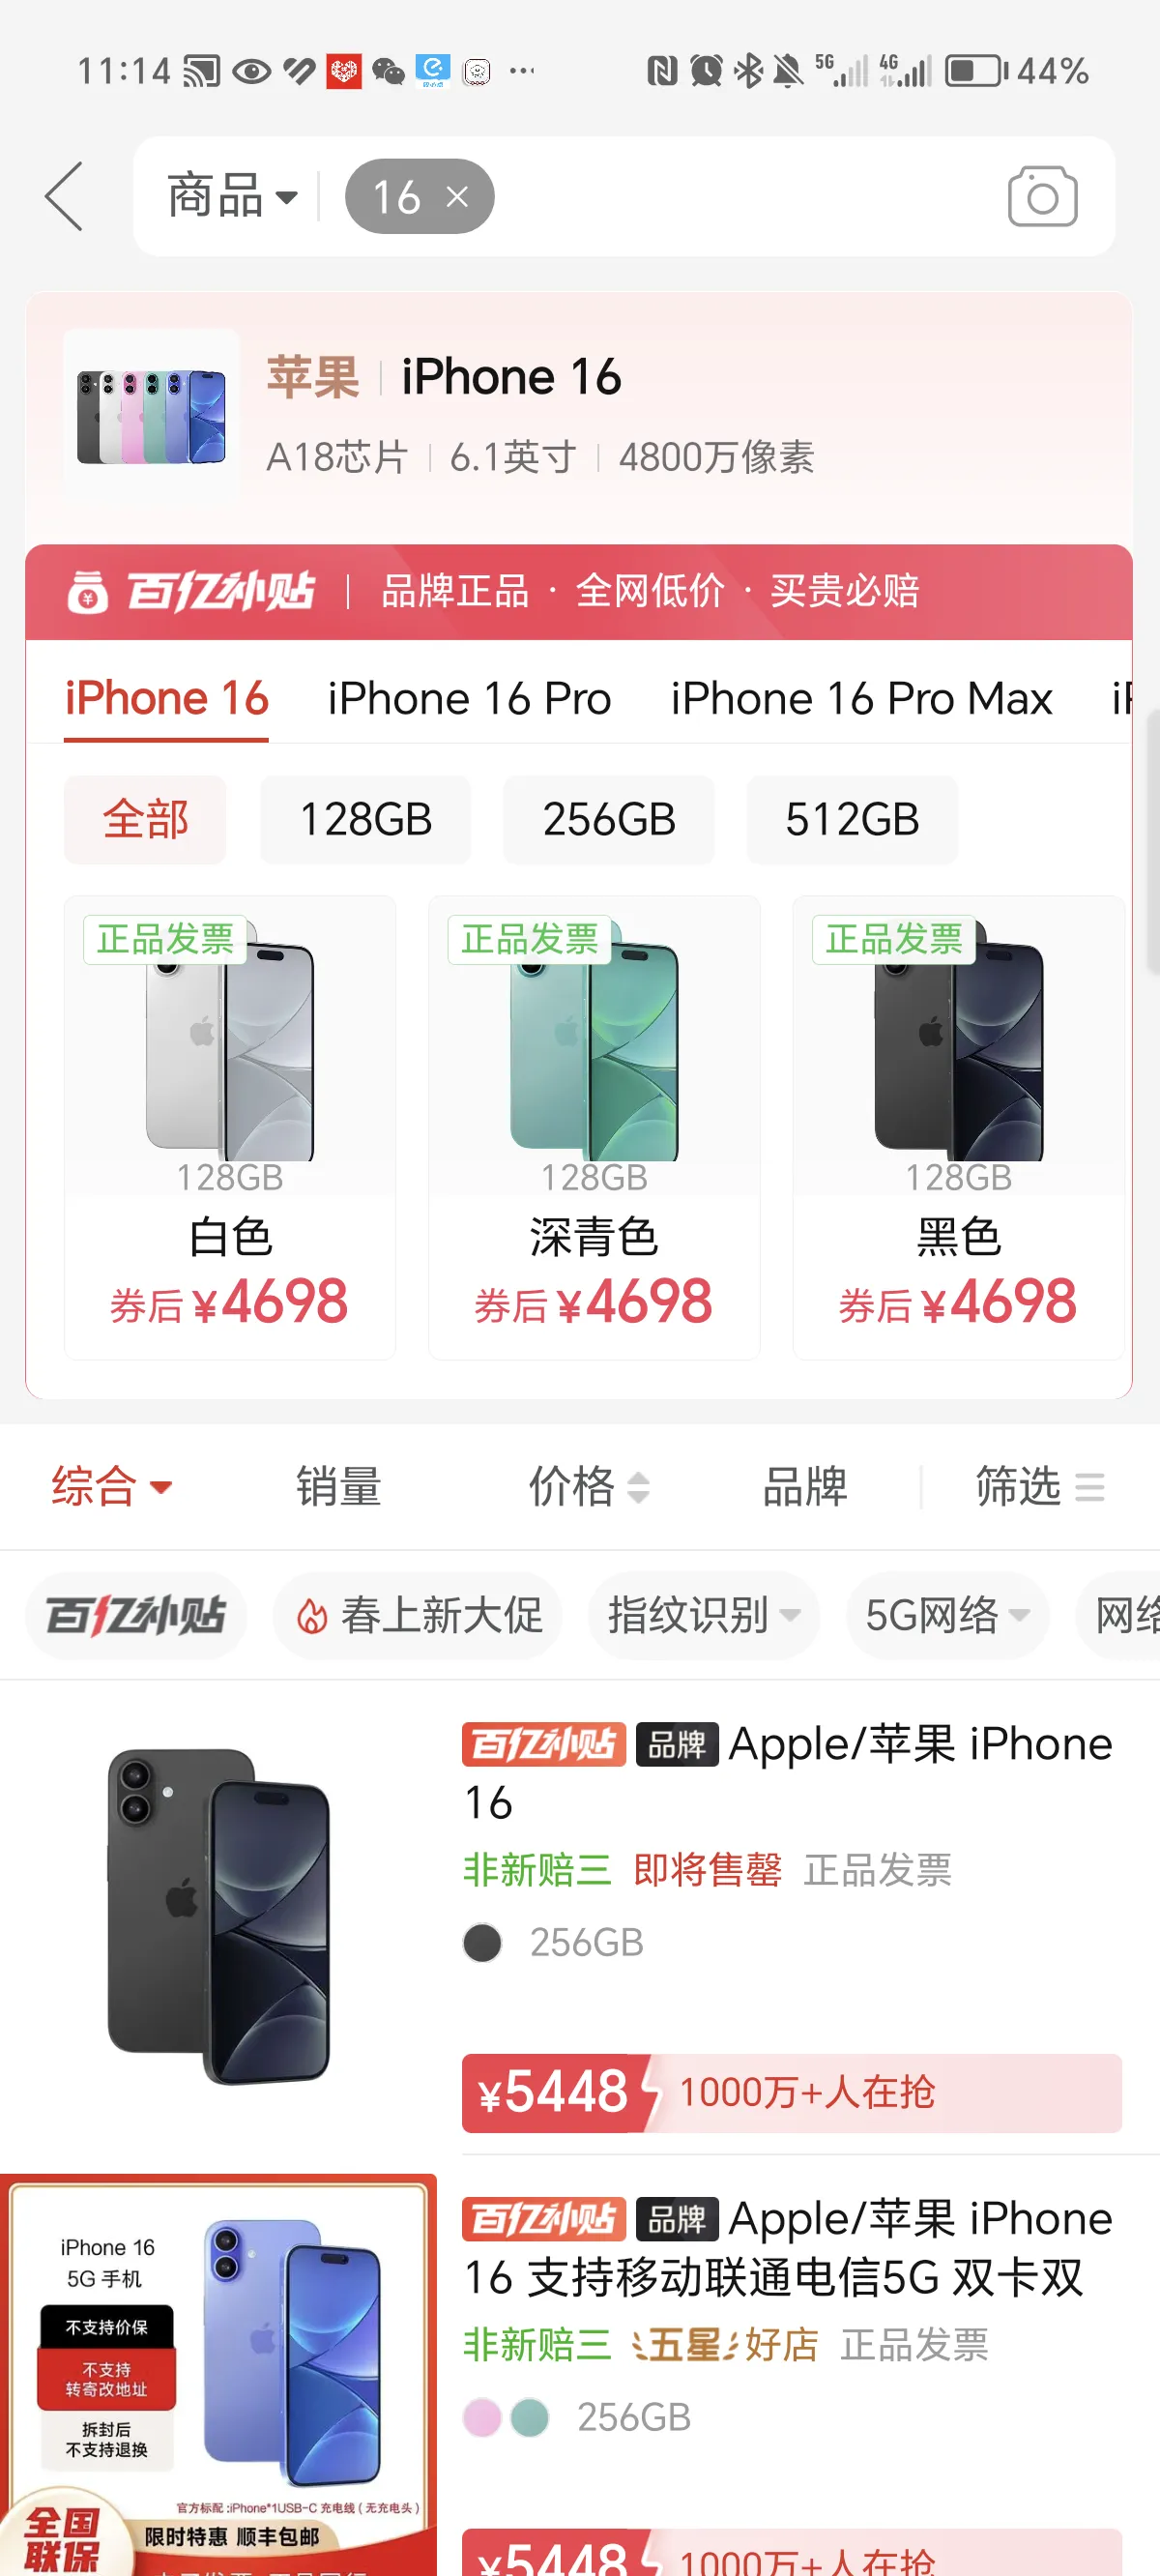 11:14
5G
4G
44%
商品
16 ×
苹果 | iPhone 16
A18芯片 | 6.1英寸 | 4800万像素
百亿补贴 | 品牌正品 · 全网低价 · 买贵必赔
iPhone 16 iPhone 16 Pro iPhone 16 Pro Max
全部 128GB 256GB 512GB
正品发票 正品发票 正品发票
128GB 128GB 128GB
白色 深青色 黑色
券后¥4698 券后¥4698 券后¥4698
综合 销量 价格 品牌 筛选
百亿补贴 春上新大促 指纹识别 5G网络 网络
百亿补贴 品牌 Apple/苹果 iPhone
16
非新赔三 即将售罄 正品发票
256GB
¥5448 1000万+人在抢
iPhone 16
5G 手机
不支持价保
不支持
转寄改地址
拆封后
不支持退换
官方标配:iPhone*1USB-C 充电线(无充电头)
全国
联保
限时特惠 顺丰包邮
百亿补贴 品牌 Apple/苹果 iPhone
16 支持移动联通电信5G 双卡双
非新赔三 五星好店 正品发票
256GB
¥5448 1000万+人在抢